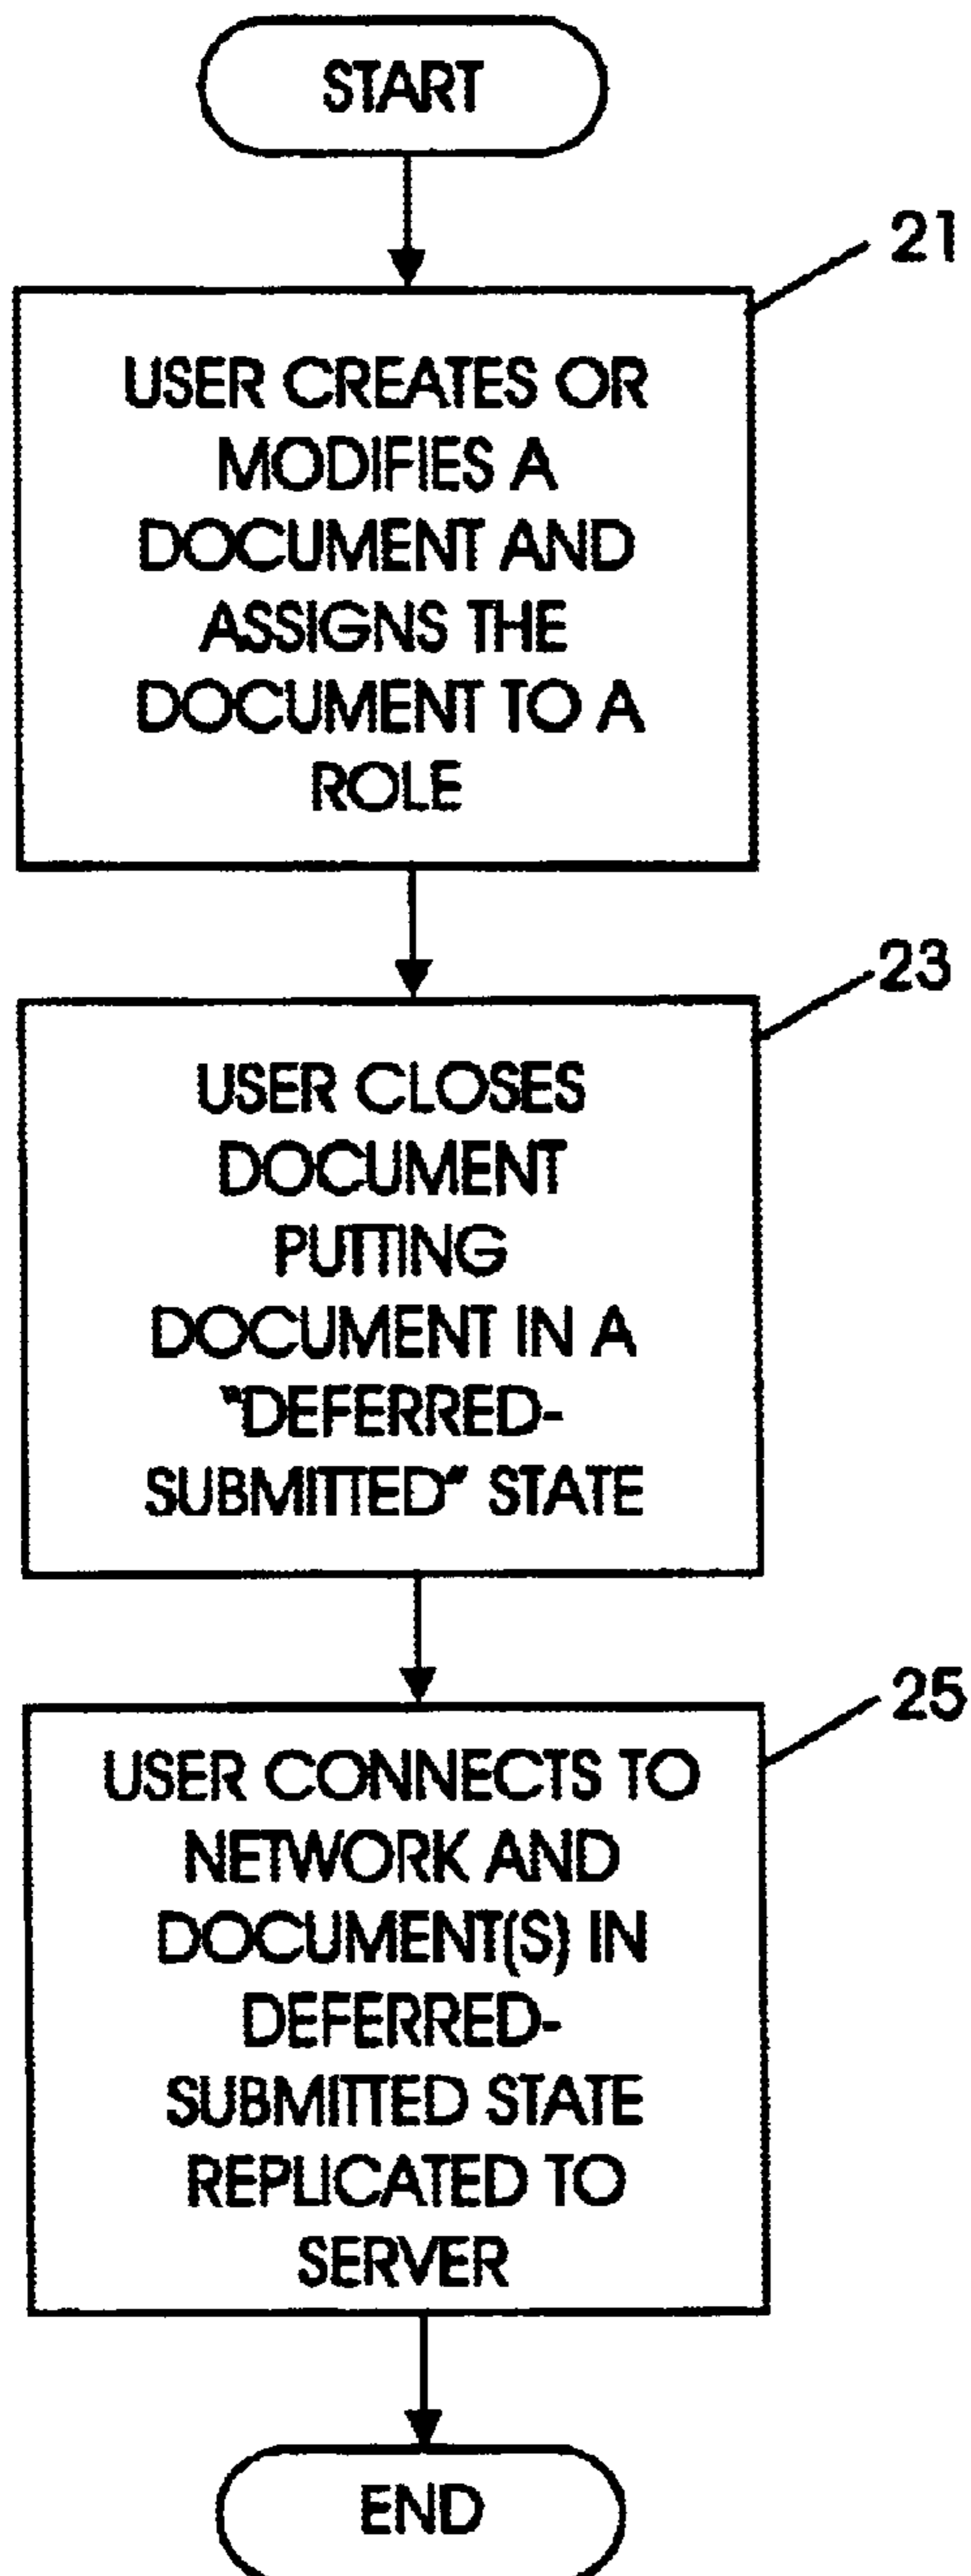 START
21
USER CREATES OR
MODIFIES A
DOCUMENT AND
ASSIGNS THE
DOCUMENT TO A
ROLE
23
USER CLOSES
DOCUMENT
PUTTING
DOCUMENT IN A
"DEFERRED-
SUBMITTED" STATE
25
USER CONNECTS TO
NETWORK AND
DOCUMENT(S) IN
DEFERRED-
SUBMITTED STATE
REPLICATED TO
SERVER
END